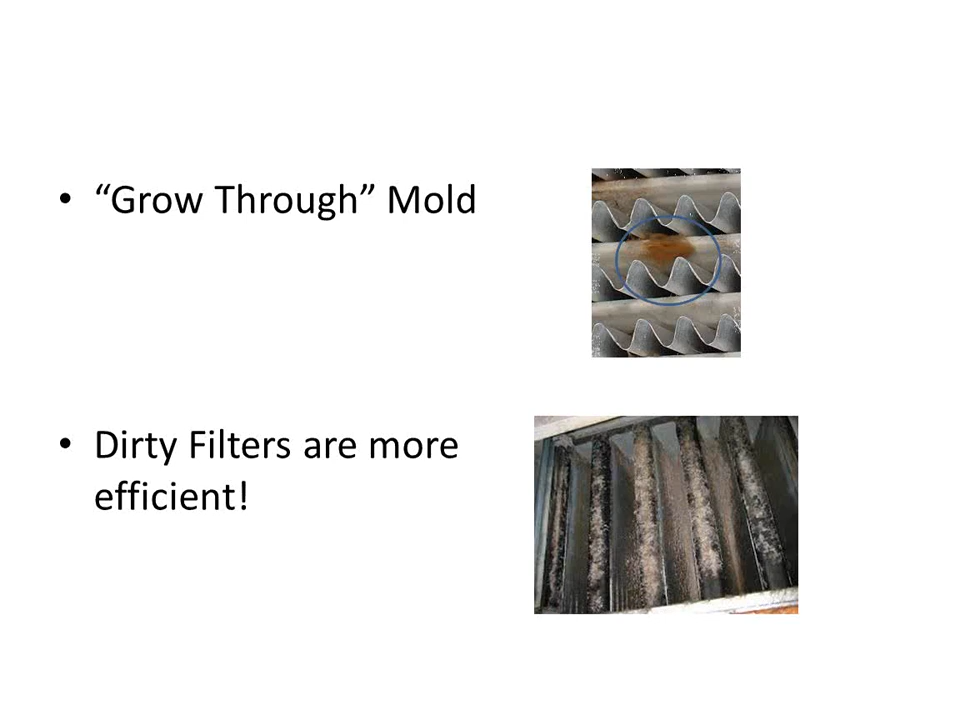 • “Grow Through” Mold
• Dirty Filters are more
efficient!